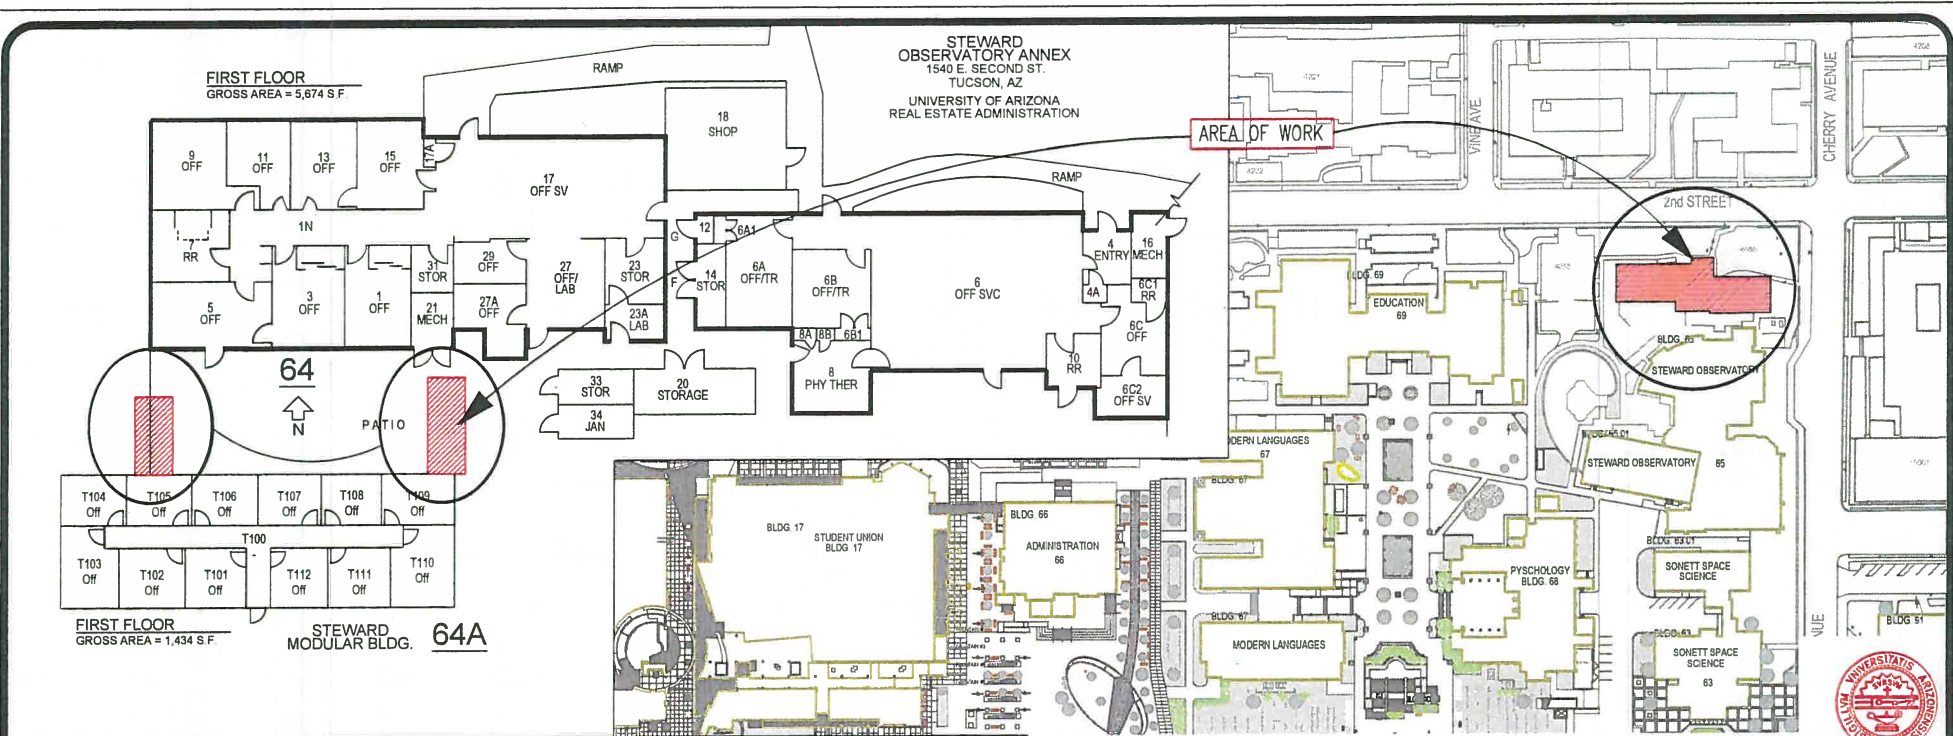 FIRST FLOOR
GROSS AREA = 5,674 S.F.
RAMP
STEWARD
OBSERVATORY ANNEX
1540 E. SECOND ST.
TUCSON, AZ
UNIVERSITY OF ARIZONA
REAL ESTATE ADMINISTRATION
18
SHOP
AREA OF WORK
RAMP
9
OFF
11
OFF
13
OFF
15
OFF
17A
17
OFF SV
1N
7
RR
5
OFF
3
OFF
1
OFF
31
STOR
21
MECH
29
OFF
27A
OFF
27
OFF/
LAB
23
STOR
23A
LAB
G
F
12
14
STOR
6A1
6A
OFF/TR
6B
OFF/TR
8A
8B
6B1
8
PHY THER
6
OFF SVC
4
ENTRY
4A
16
MECH
6C1
RR
6C
OFF
10
RR
6C2
OFF SV
33
STOR
34
JAN
20
STORAGE
64
N
PATIO
T104
Off
T105
Off
T106
Off
T107
Off
T108
Off
T109
Off
T100
T103
Off
T102
Off
T101
Off
T112
Off
T111
Off
T110
Off
FIRST FLOOR
GROSS AREA = 1,434 S.F.
STEWARD
MODULAR BLDG.
64A
VINE AVE
CHERRY AVENUE
4202
2nd STREET
BLDG. 69
EDUCATION
69
STEWARD OBSERVATORY
STEWARD OBSERVATORY
65
MODERN LANGUAGES
67
BLDG. 67
BLDG. 17
STUDENT UNION
BLDG. 17
BLDG. 66
ADMINISTRATION
66
BLDG. 67
MODERN LANGUAGES
PYSCHOLOGY
BLDG. 68
BLDG. 63.01
SONETT SPACE
SCIENCE
BLDG. 63
SONETT SPACE
SCIENCE
63
BLDG. 91